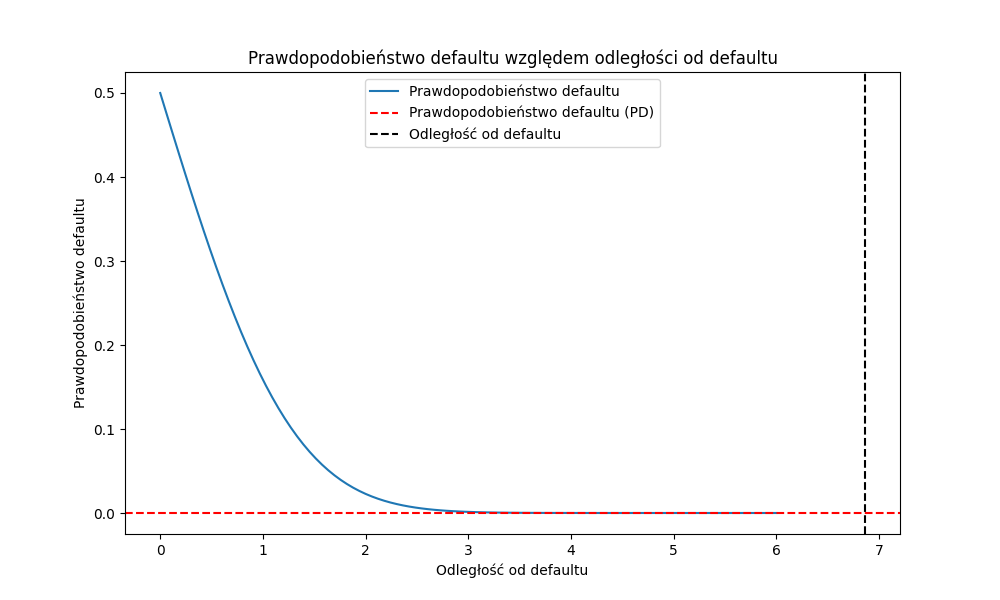 Prawdopodobieństwo defaultu względem odległości od defaultu
Prawdopodobieństwo defaultu
Prawdopodobieństwo defaultu (PD)
Odległość od defaultu
Prawdopodobieństwo defaultu
0.5
0.4
0.3
0.2
0.1
0.0
0 1 2 3 4 5 6 7
Odległość od defaultu